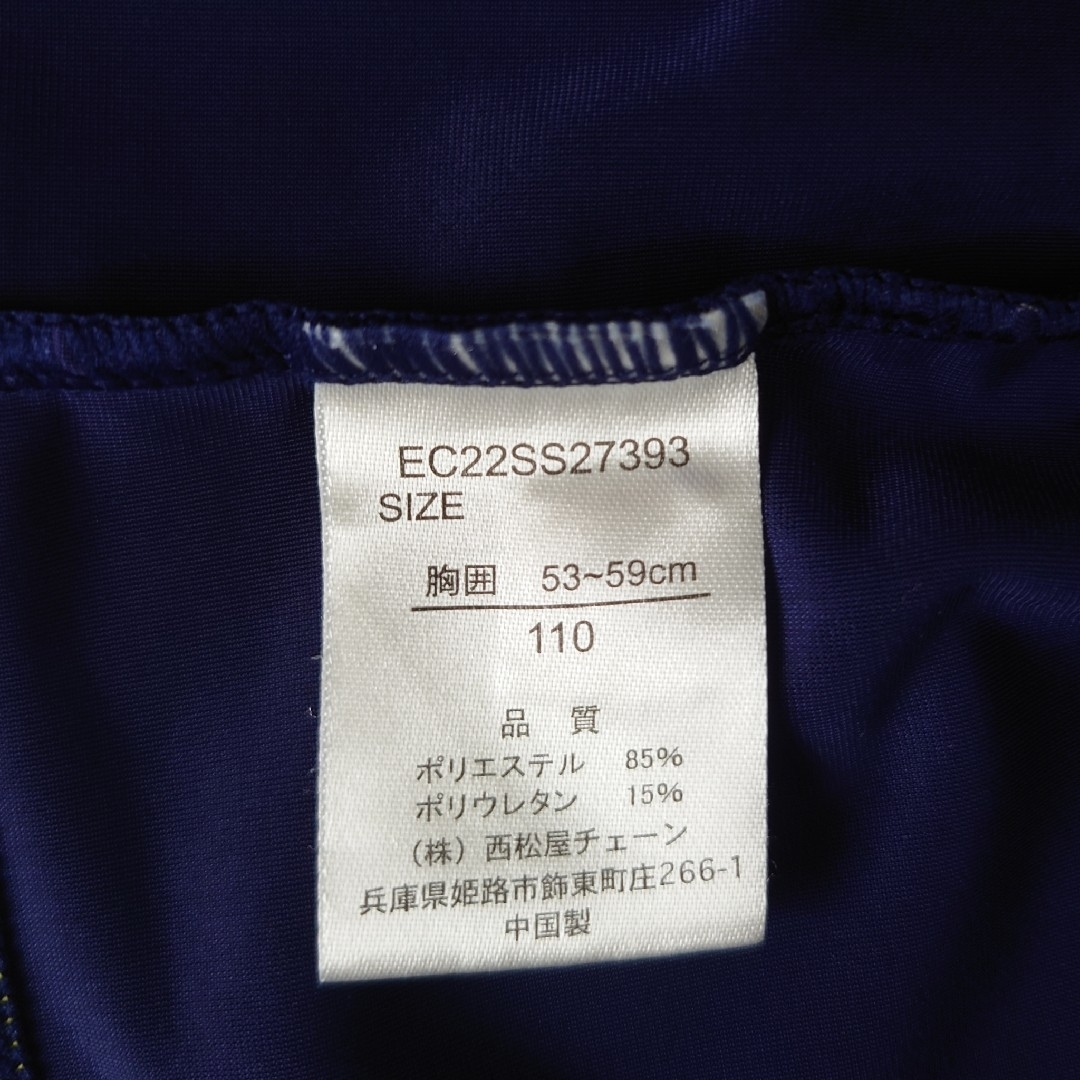 EC22SS27393
SIZE
胸囲 53~59cm
110
品 質
ポリエステル 85%
ポリウレタン 15%
(株) 西松屋チェーン
兵庫県姫路市飾東町庄266-1
中国製